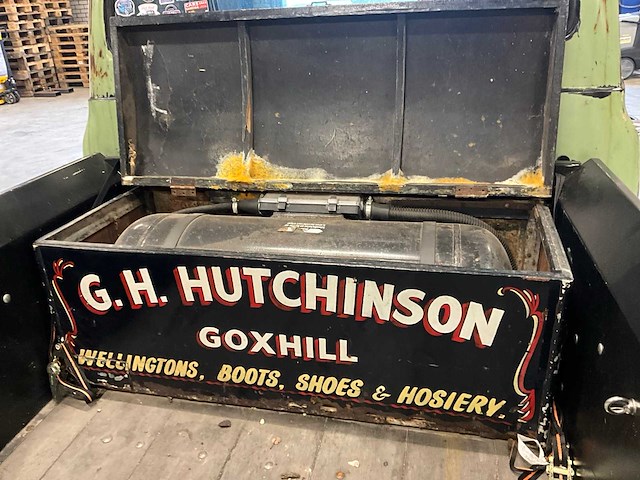 G.H. HUTCHINSON
GOXHILL
WELLINGTONS, BOOTS, SHOES & HOSIERY.